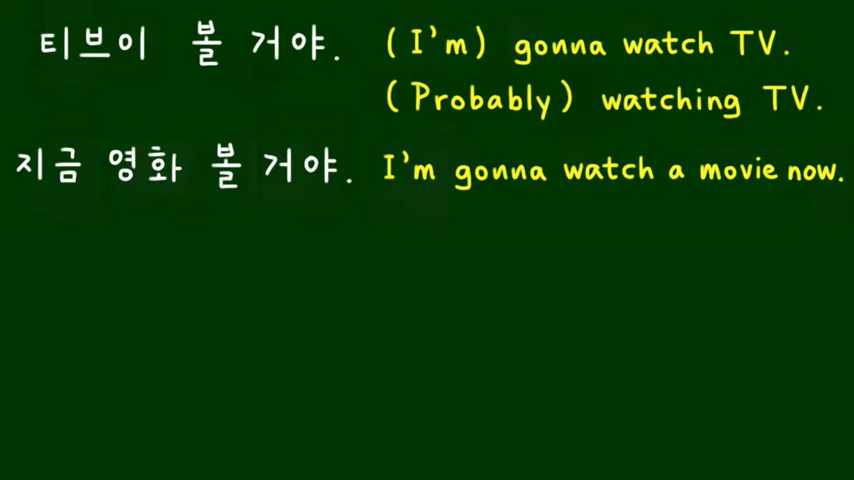 티브이 볼 거야. (I'm) gonna watch TV.
(Probably) watching TV.
지금 영화 볼 거야. I'm gonna watch a movie now.